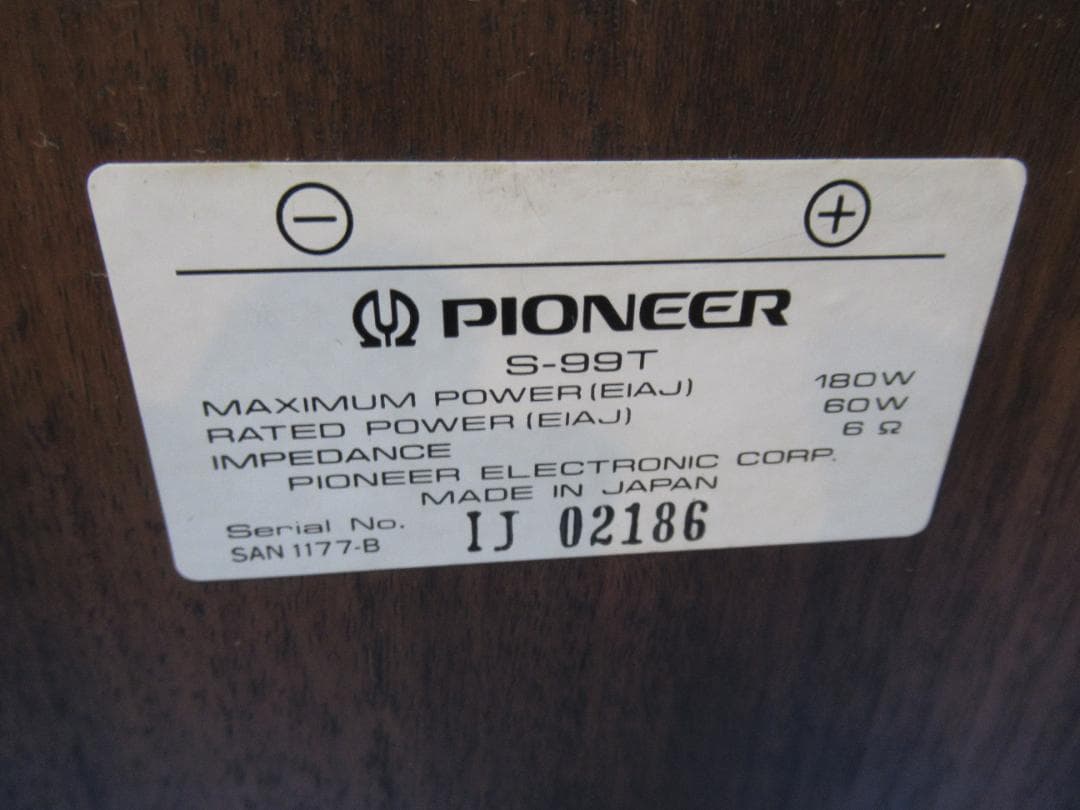 ⊖ ⊕
PIONEER
S-99T
MAXIMUM POWER (EIAJ) 180W
RATED POWER (EIAJ) 60W
IMPEDANCE 6 Ω
PIONEER ELECTRONIC CORP.
MADE IN JAPAN
Serial No. IJ 02186
SAN 1177-B